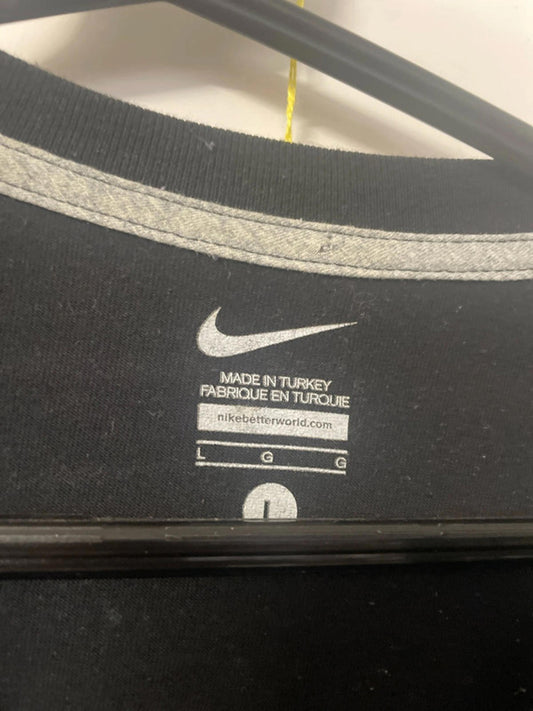 MADE IN TURKEY
FABRIQUE EN TURQUIE
nikebetterworld.com
L G G
L